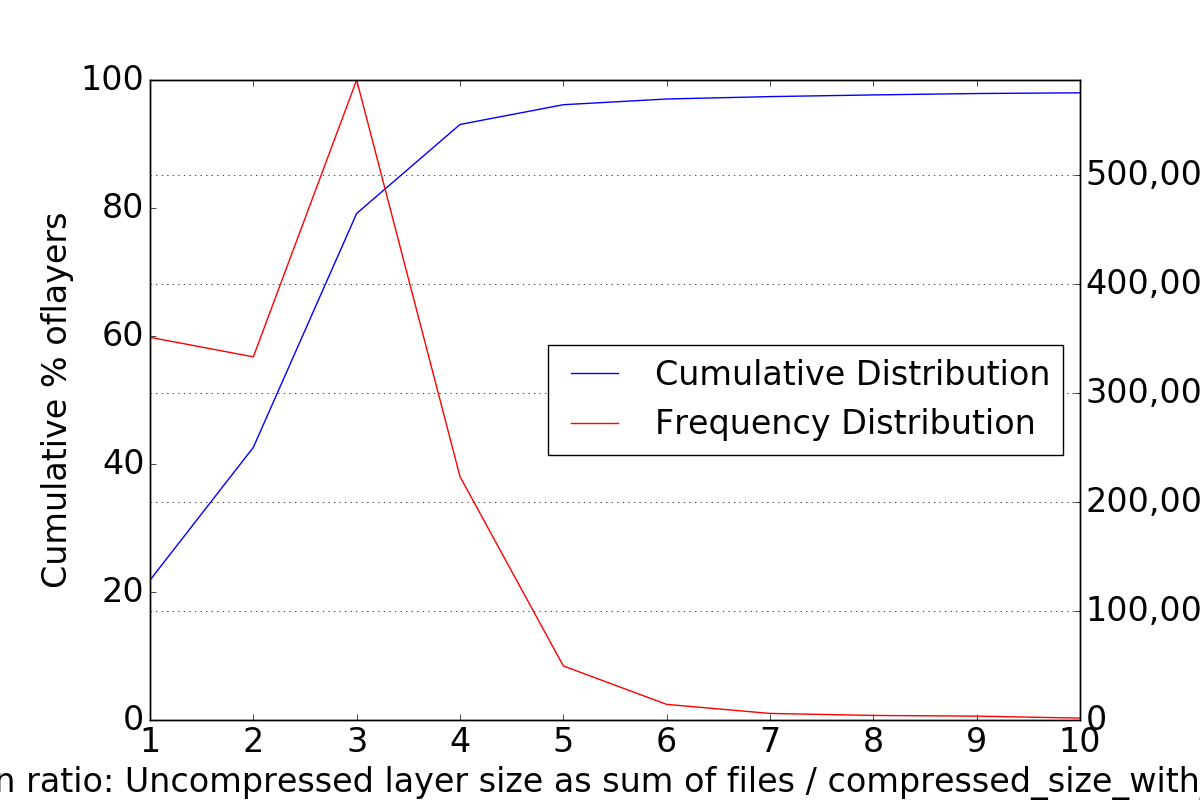 100
80
60
40
20
0
Cumulative % oflayers
500,00
400,00
300,00
200,00
100,00
0
Cumulative Distribution
Frequency Distribution
1 2 3 4 5 6 7 8 9 10
n ratio: Uncompressed layer size as sum of files / compressed_size_with_